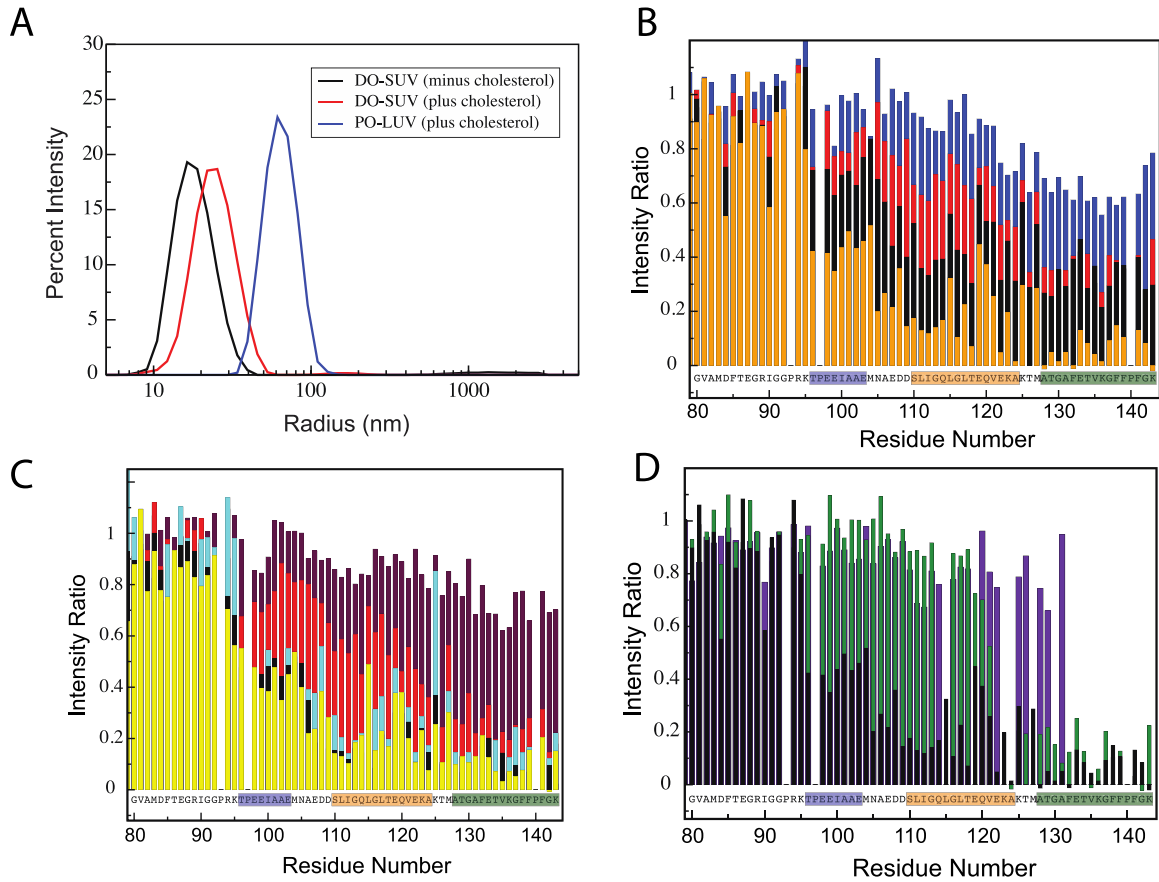 A
Percent Intensity
30
25
20
15
10
5
0
DO-SUV (minus cholesterol)
DO-SUV (plus cholesterol)
PO-LUV (plus cholesterol)
10 100 1000
Radius (nm)
B
Intensity Ratio
1
0.8
0.6
0.4
0.2
0
GVAMDFTEGRIGGPRKTPEEIAAEMNAEDDSLIGQLGLTEQVEKAKTMATGAFETVKGFFPFGK
80 90 100 110 120 130 140
Residue Number
C
Intensity Ratio
1
0.8
0.6
0.4
0.2
0
GVAMDFTEGRIGGPRKTPEEIAAEMNAEDDSLIGQLGLTEQVEKAKTMATGAFETVKGFFPFGK
80 90 100 110 120 130 140
Residue Number
D
Intensity Ratio
1
0.8
0.6
0.4
0.2
0
GVAMDFTEGRIGGPRKTPEEIAAEMNAEDDSLIGQLGLTEQVEKAKTMATGAFETVKGFFPFGK
80 90 100 110 120 130 140
Residue Number